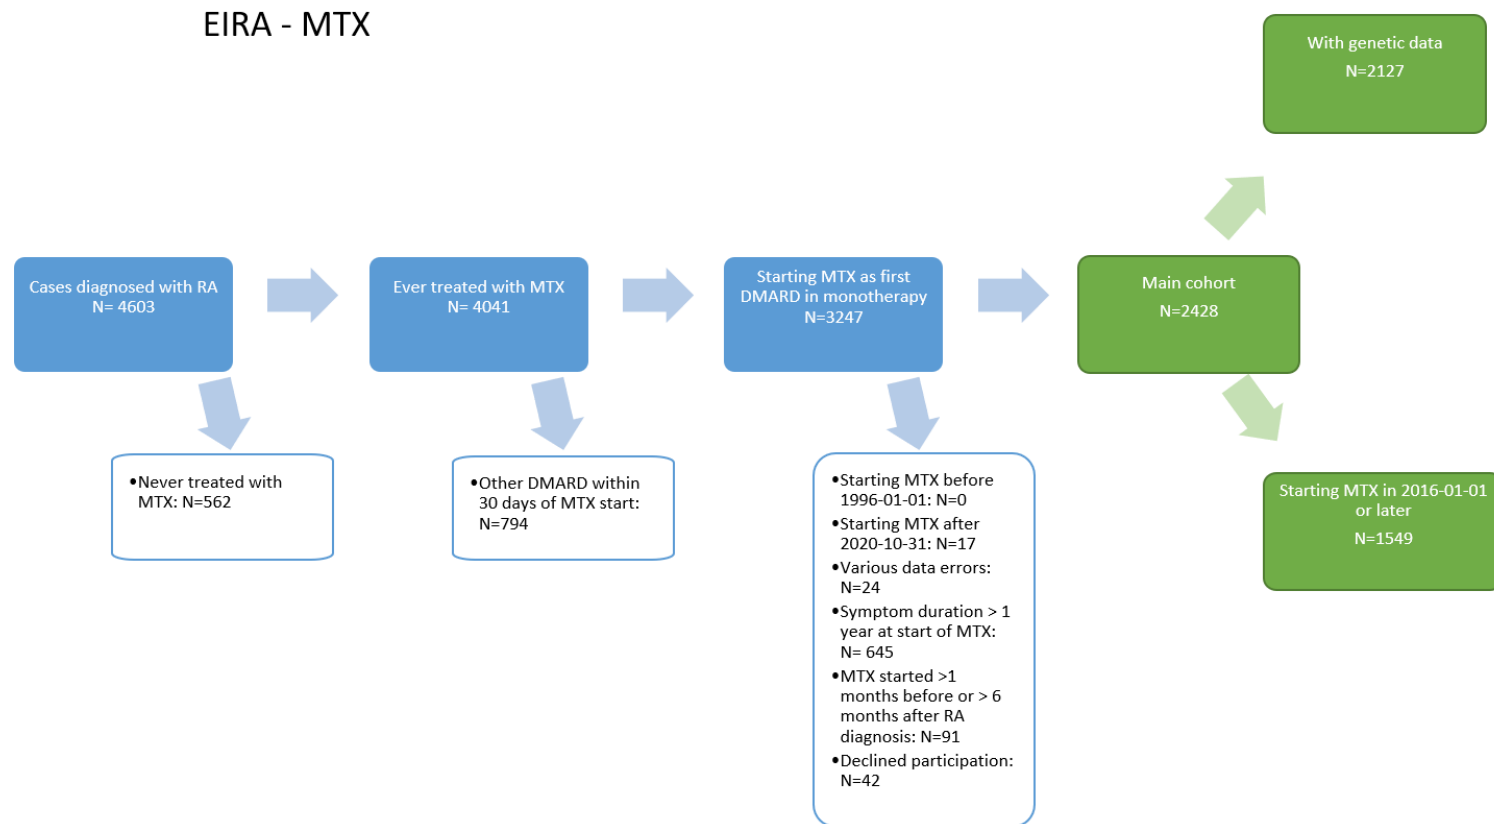 EIRA - MTX
With genetic data
N=2127
Cases diagnosed with RA
N= 4603
Ever treated with MTX
N= 4041
Starting MTX as first
DMARD in monotherapy
N=3247
Main cohort
N=2428
•Never treated with
MTX: N=562
•Other DMARD within
30 days of MTX start:
N=794
•Starting MTX before
1996-01-01: N=0
•Starting MTX after
2020-10-31: N=17
•Various data errors:
N=24
•Symptom duration > 1
year at start of MTX:
N= 645
•MTX started >1
months before or > 6
months after RA
diagnosis: N=91
•Declined participation:
N=42
Starting MTX in 2016-01-01
or later
N=1549